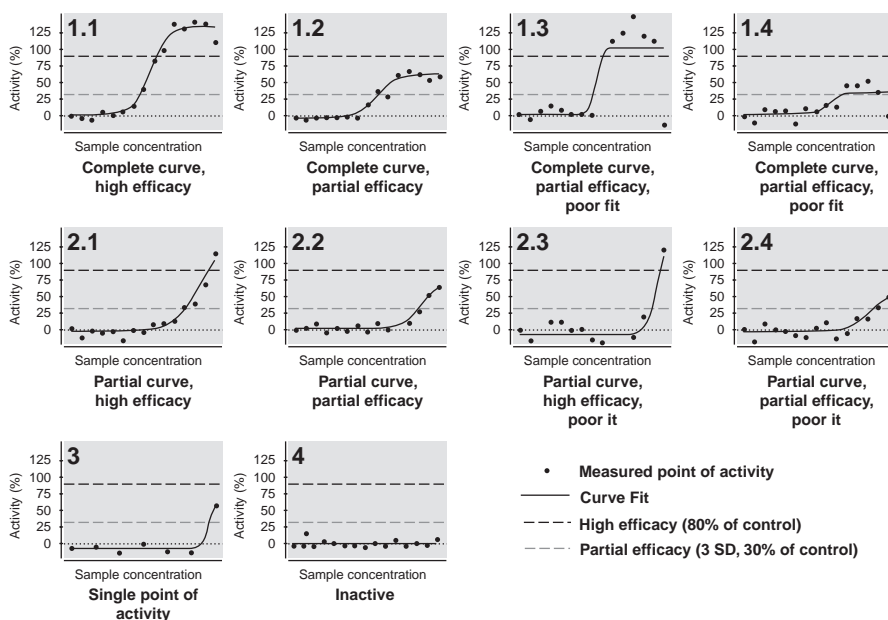 1.1
Activity (%)
125
100
75
50
25
0
Sample concentration
Complete curve,
high efficacy
1.2
Activity (%)
125
100
75
50
25
0
Sample concentration
Complete curve,
partial efficacy
1.3
Activity (%)
125
100
75
50
25
0
Sample concentration
Complete curve,
partial efficacy,
poor fit
1.4
Activity (%)
125
100
75
50
25
0
Sample concentration
Complete curve,
partial efficacy,
poor fit
2.1
Activity (%)
125
100
75
50
25
0
Sample concentration
Partial curve,
high efficacy
2.2
Activity (%)
125
100
75
50
25
0
Sample concentration
Partial curve,
partial efficacy
2.3
Activity (%)
125
100
75
50
25
0
Sample concentration
Partial curve,
high efficacy,
poor it
2.4
Activity (%)
125
100
75
50
25
0
Sample concentration
Partial curve,
partial efficacy,
poor it
3
Activity (%)
125
100
75
50
25
0
Sample concentration
Single point of
activity
4
Activity (%)
125
100
75
50
25
0
Sample concentration
Inactive
Measured point of activity
Curve Fit
High efficacy (80% of control)
Partial efficacy (3 SD, 30% of control)